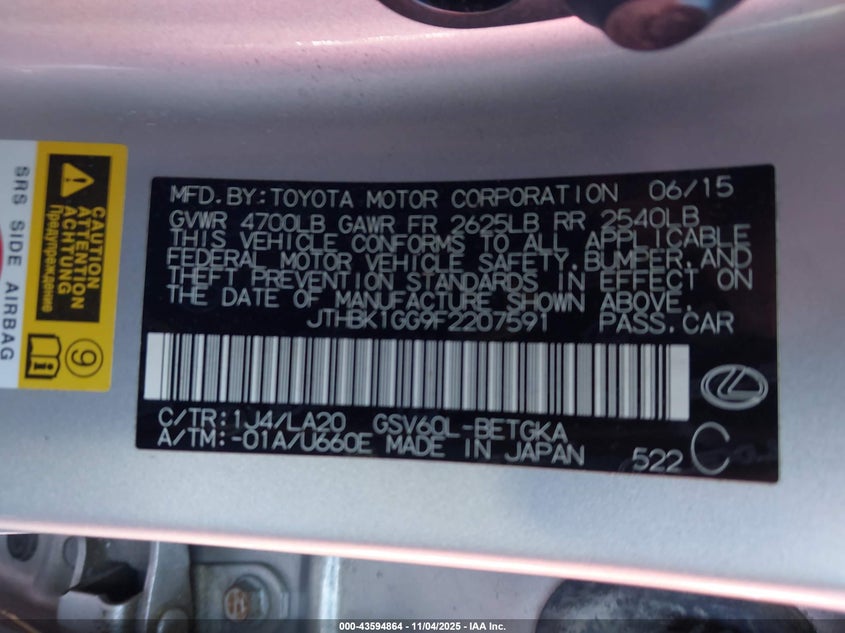 SRS SIDE AIRBAG
CAUTION
ATTENTION
ACHTUNG
Предупреждение
9
MFD. BY: TOYOTA MOTOR CORPORATION 06/15
GVWR 4700LB GAWR FR 2625LB RR 2540LB
THIS VEHICLE CONFORMS TO ALL APPLICABLE
FEDERAL MOTOR VEHICLE SAFETY, BUMPER, AND
THEFT PREVENTION STANDARDS IN EFFECT ON
THE DATE OF MANUFACTURE SHOWN ABOVE.
JTHBK1GG9F2207591 PASS. CAR
C/TR: 1J4/LA20 GSV60L-BETGKA
A/TM: -01A/U660E MADE IN JAPAN 522 C
000-43594864 - 11/04/2025 - IAA Inc.